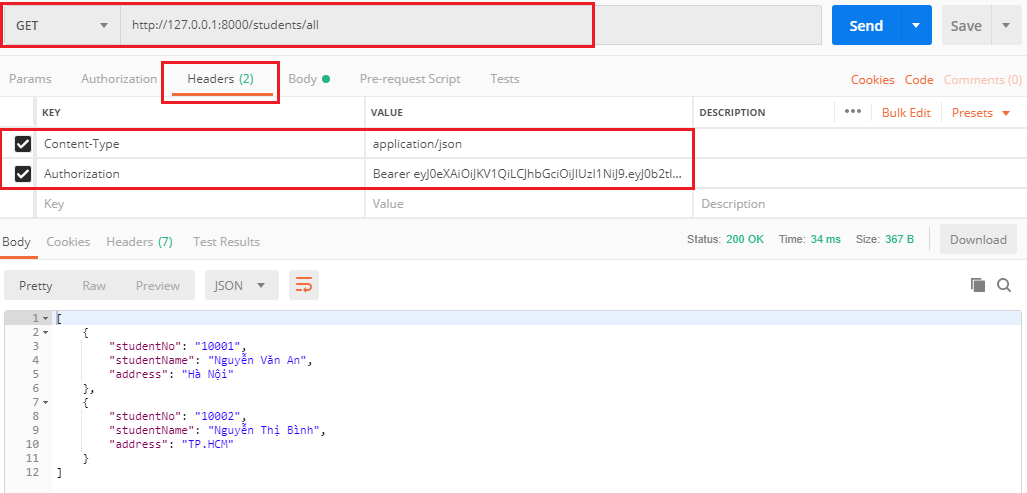 GET http://127.0.0.1:8000/students/all Send Save
Params Authorization Headers (2) Body Pre-request Script Tests Cookies Code Comments (0)
KEY VALUE DESCRIPTION ••• Bulk Edit Presets
Content-Type application/json
Authorization Bearer eyJ0eXAiOiJKV1QiLCJhbGciOiJIUzI1NiJ9.eyJ0b2tl...
Key Value Description
Body Cookies Headers (7) Test Results Status: 200 OK Time: 34 ms Size: 367 B Download
Pretty Raw Preview JSON
1 [
2 {
3 "studentNo": "10001",
4 "studentName": "Nguyễn Văn An",
5 "address": "Hà Nội"
6 },
7 {
8 "studentNo": "10002",
9 "studentName": "Nguyễn Thị Bình",
10 "address": "TP.HCM"
11 }
12 ]